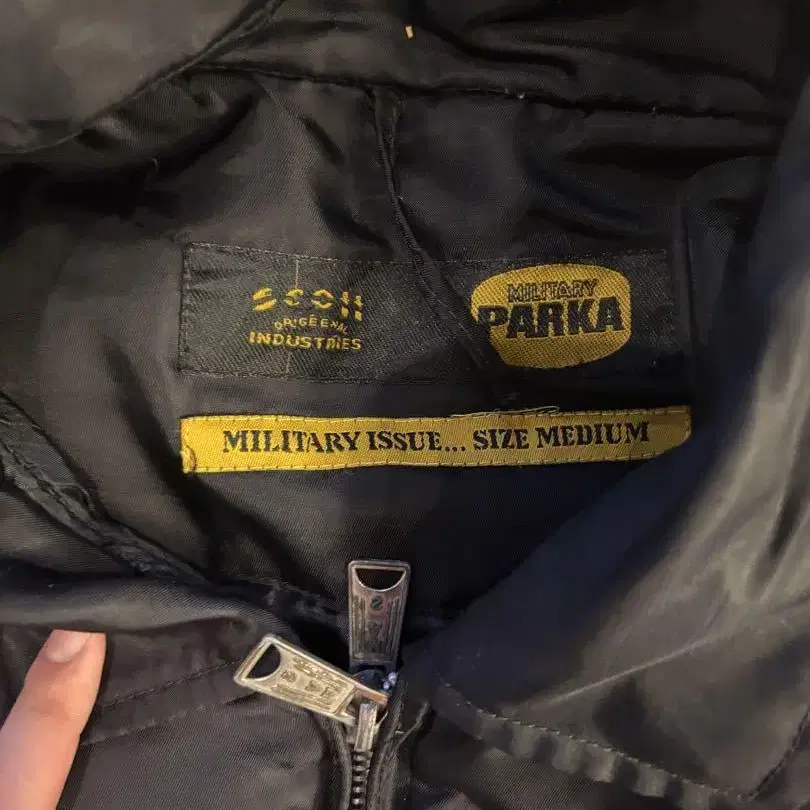 INDUSTRIES
MILITARY
PARKA
MILITARY ISSUE... SIZE MEDIUM